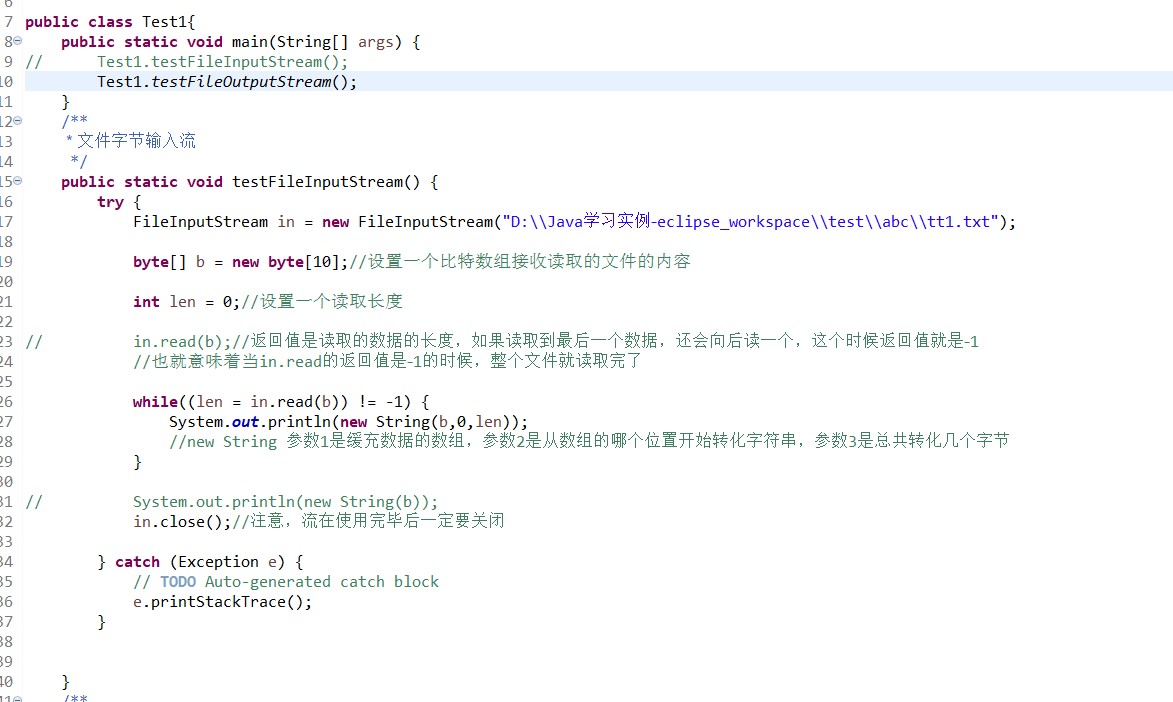 6
7 public class Test1{
8 public static void main(String[] args) {
9 // Test1.testFileInputStream();
10 Test1.testFileOutputStream();
11 }
12 /**
13 * 文件字节输入流
14 */
15 public static void testFileInputStream() {
16 try {
17 FileInputStream in = new FileInputStream("D:\\Java学习实例-eclipse_workspace\\test\\abc\\tt1.txt");
18
19 byte[] b = new byte[10];//设置一个比特数组接收读取的文件的内容
20
21 int len = 0;//设置一个读取长度
22
23 // in.read(b);//返回值是读取的数据的长度，如果读取到最后一个数据，还会向后读一个，这个时候返回值就是-1
24 //也就意味着当in.read的返回值是-1的时候，整个文件就读取完了
25
26 while((len = in.read(b)) != -1) {
27 System.out.println(new String(b,0,len));
28 //new String 参数1是缓充数据的数组，参数2是从数组的哪个位置开始转化字符串，参数3是总共转化几个字节
29 }
30
31 // System.out.println(new String(b));
32 in.close();//注意，流在使用完毕后一定要关闭
33
34 } catch (Exception e) {
35 // TODO Auto-generated catch block
36 e.printStackTrace();
37 }
38
39
40 }
41 /**